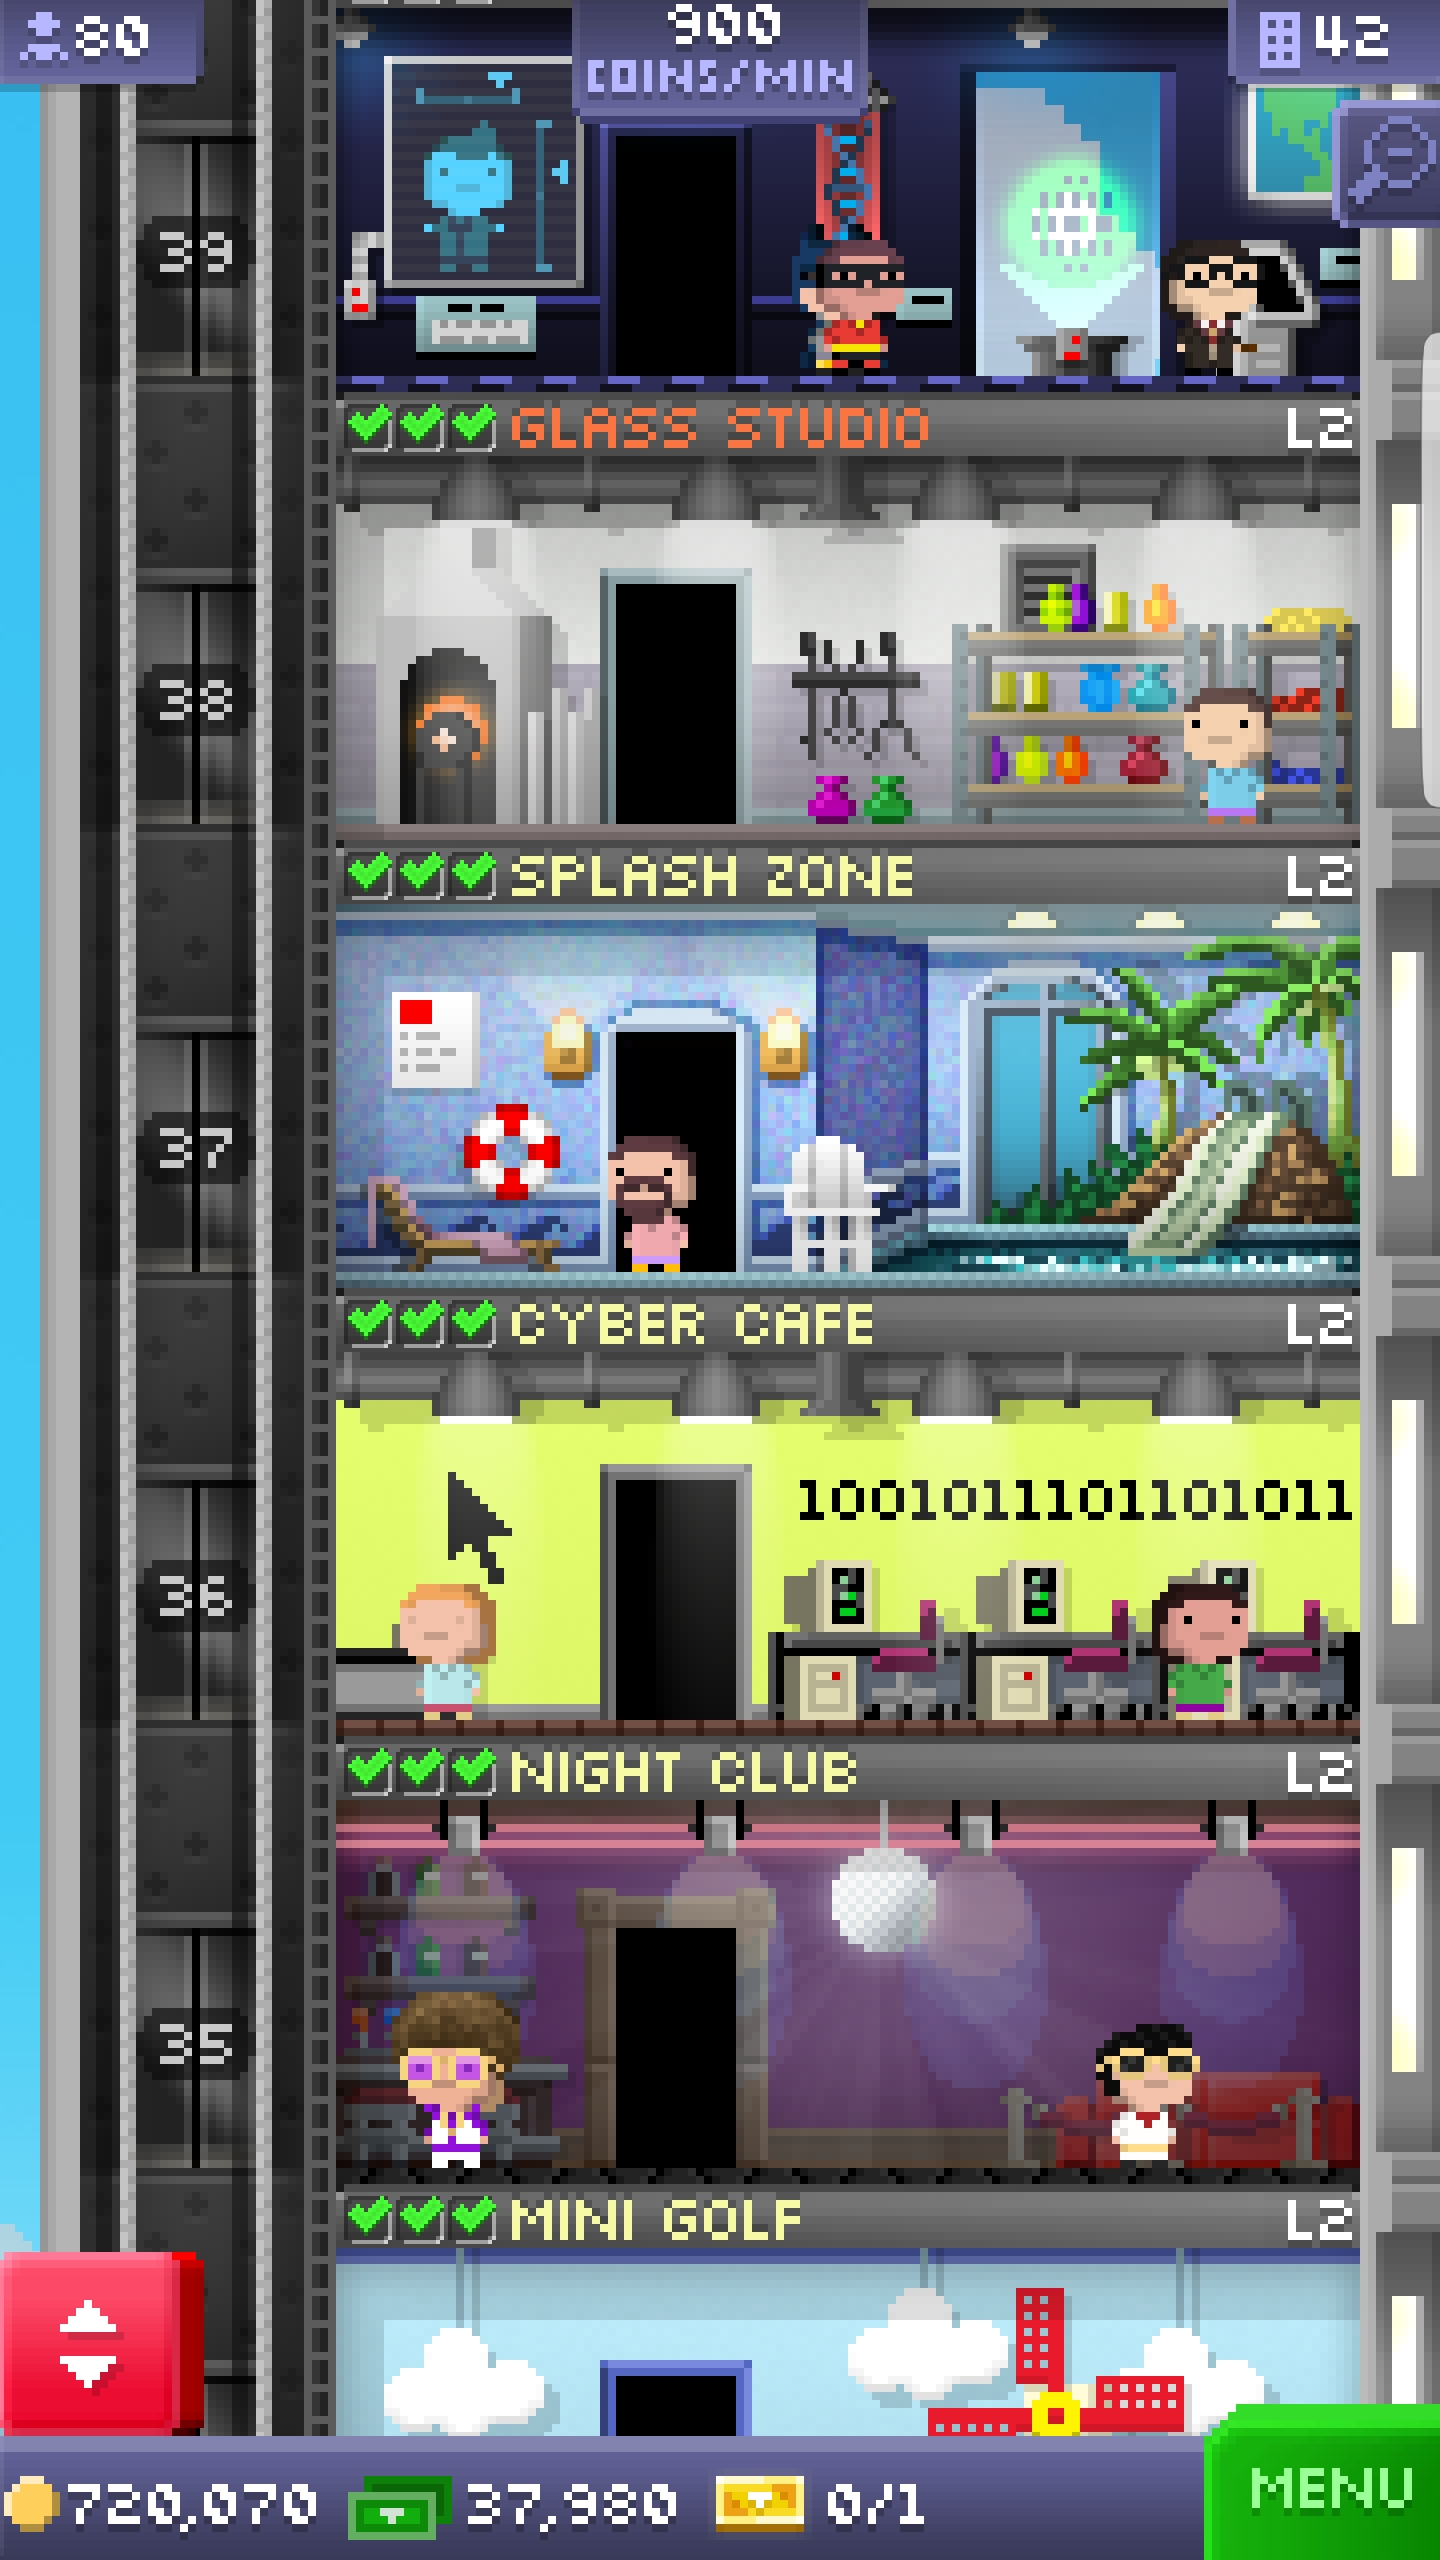 80
900
COINS/MIN
42
39
GLASS STUDIO L2
38
SPLASH ZONE L2
37
CYBER CAFE L2
1001011101101011
36
NIGHT CLUB L2
35
MINI GOLF L2
720,070 37,980 0/1
MENU